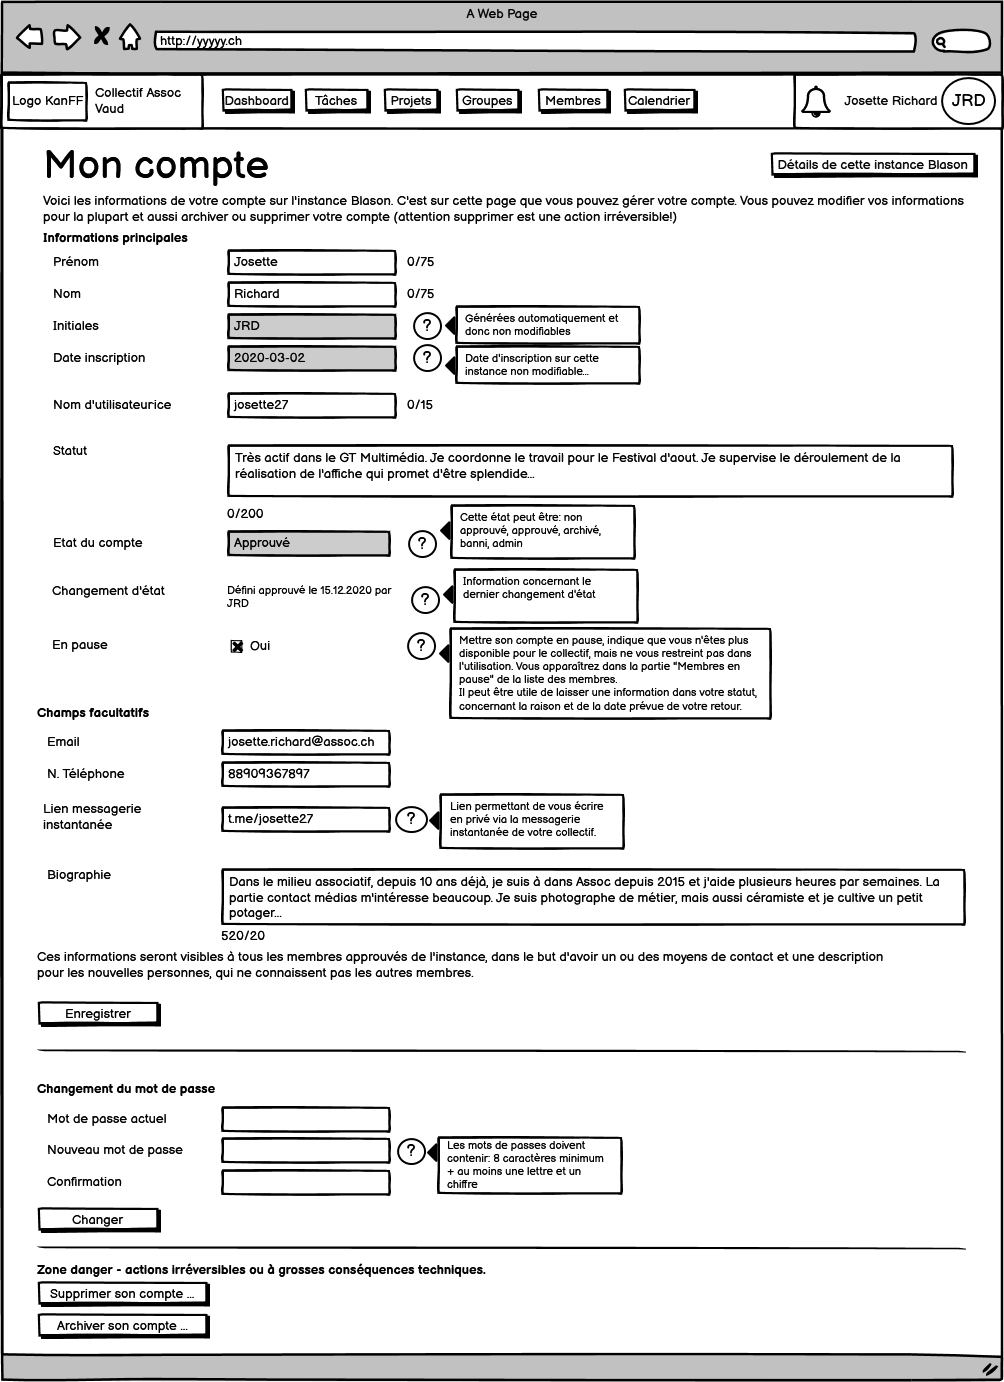 A Web Page
http://yyyyy.ch
Logo KanFF
Collectif Assoc
Vaud
Dashboard
Tâches
Projets
Groupes
Membres
Calendrier
Josette Richard
JRD
Mon compte
Détails de cette instance Blason
Voici les informations de votre compte sur l'instance Blason. C'est sur cette page que vous pouvez gérer votre compte. Vous pouvez modifier vos informations
pour la plupart et aussi archiver ou supprimer votre compte (attention supprimer est une action irréversible!)
Informations principales
Prénom
Josette
0/75
Nom
Richard
0/75
Initiales
JRD
?
Générées automatiquement et
donc non modifiables
Date inscription
2020-03-02
?
Date d'inscription sur cette
instance non modifiable...
Nom d'utilisateurice
josette27
0/15
Statut
Très actif dans le GT Multimédia. Je coordonne le travail pour le Festival d'aout. Je supervise le déroulement de la
réalisation de l'affiche qui promet d'être splendide...
0/200
Etat du compte
Approuvé
?
Cette état peut être: non
approuvé, approuvé, archivé,
banni, admin
Changement d'état
Défini approuvé le 15.12.2020 par
JRD
?
Information concernant le
dernier changement d'état
En pause
Oui
?
Mettre son compte en pause, indique que vous n'êtes plus
disponible pour le collectif, mais ne vous restreint pas dans
l'utilisation. Vous apparaîtrez dans la partie "Membres en
pause" de la liste des membres.
Il peut être utile de laisser une information dans votre statut,
concernant la raison et de la date prévue de votre retour.
Champs facultatifs
Email
josette.richard@assoc.ch
N. Téléphone
88909367897
Lien messagerie
instantanée
t.me/josette27
?
Lien permettant de vous écrire
en privé via la messagerie
instantanée de votre collectif.
Biographie
Dans le milieu associatif, depuis 10 ans déjà, je suis à dans Assoc depuis 2015 et j'aide plusieurs heures par semaines. La
partie contact médias m'intéresse beaucoup. Je suis photographe de métier, mais aussi céramiste et je cultive un petit
potager...
520/20
Ces informations seront visibles à tous les membres approuvés de l'instance, dans le but d'avoir un ou des moyens de contact et une description
pour les nouvelles personnes, qui ne connaissent pas les autres membres.
Enregistrer
Changement du mot de passe
Mot de passe actuel
Nouveau mot de passe
?
Les mots de passes doivent
contenir: 8 caractères minimum
+ au moins une lettre et un
chiffre
Confirmation
Changer
Zone danger - actions irréversibles ou à grosses conséquences techniques.
Supprimer son compte ...
Archiver son compte ...